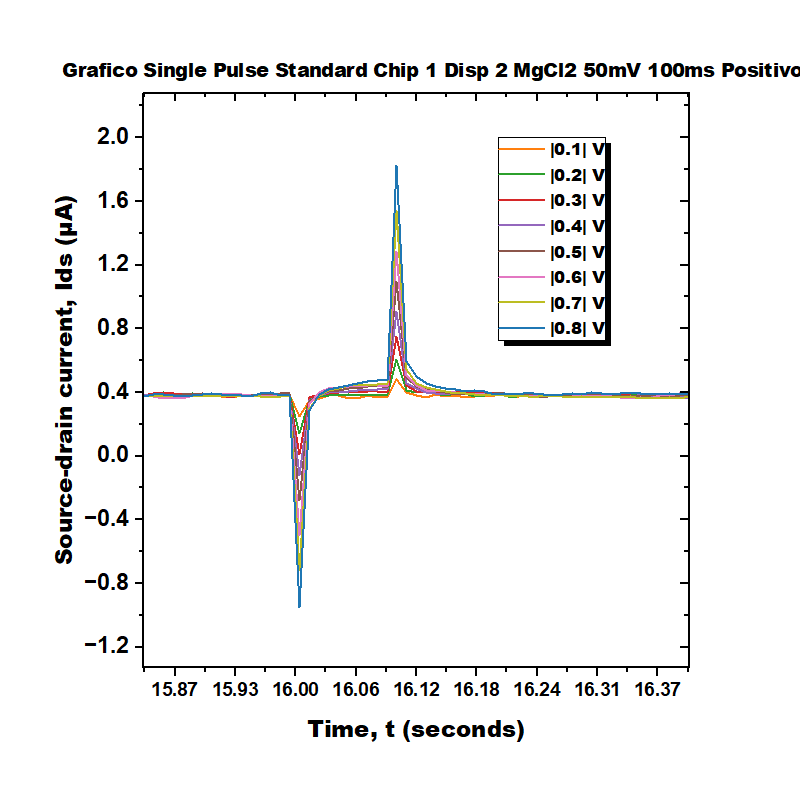 Grafico Single Pulse Standard Chip 1 Disp 2 MgCl2 50mV 100ms Positivo
2.0
1.6
1.2
0.8
0.4
0.0
−0.4
−0.8
−1.2
Source-drain current, Ids (μA)
|0.1| V
|0.2| V
|0.3| V
|0.4| V
|0.5| V
|0.6| V
|0.7| V
|0.8| V
15.87 15.93 16.00 16.06 16.12 16.18 16.24 16.31 16.37
Time, t (seconds)